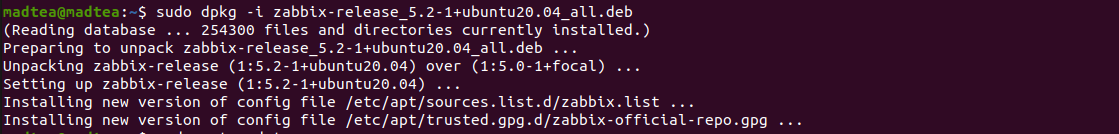 madtea@madtea:~$ sudo dpkg -i zabbix-release_5.2-1+ubuntu20.04_all.deb
(Reading database ... 254300 files and directories currently installed.)
Preparing to unpack zabbix-release_5.2-1+ubuntu20.04_all.deb ...
Unpacking zabbix-release (1:5.2-1+ubuntu20.04) over (1:5.0-1+focal) ...
Setting up zabbix-release (1:5.2-1+ubuntu20.04) ...
Installing new version of config file /etc/apt/sources.list.d/zabbix.list ...
Installing new version of config file /etc/apt/trusted.gpg.d/zabbix-official-repo.gpg ...